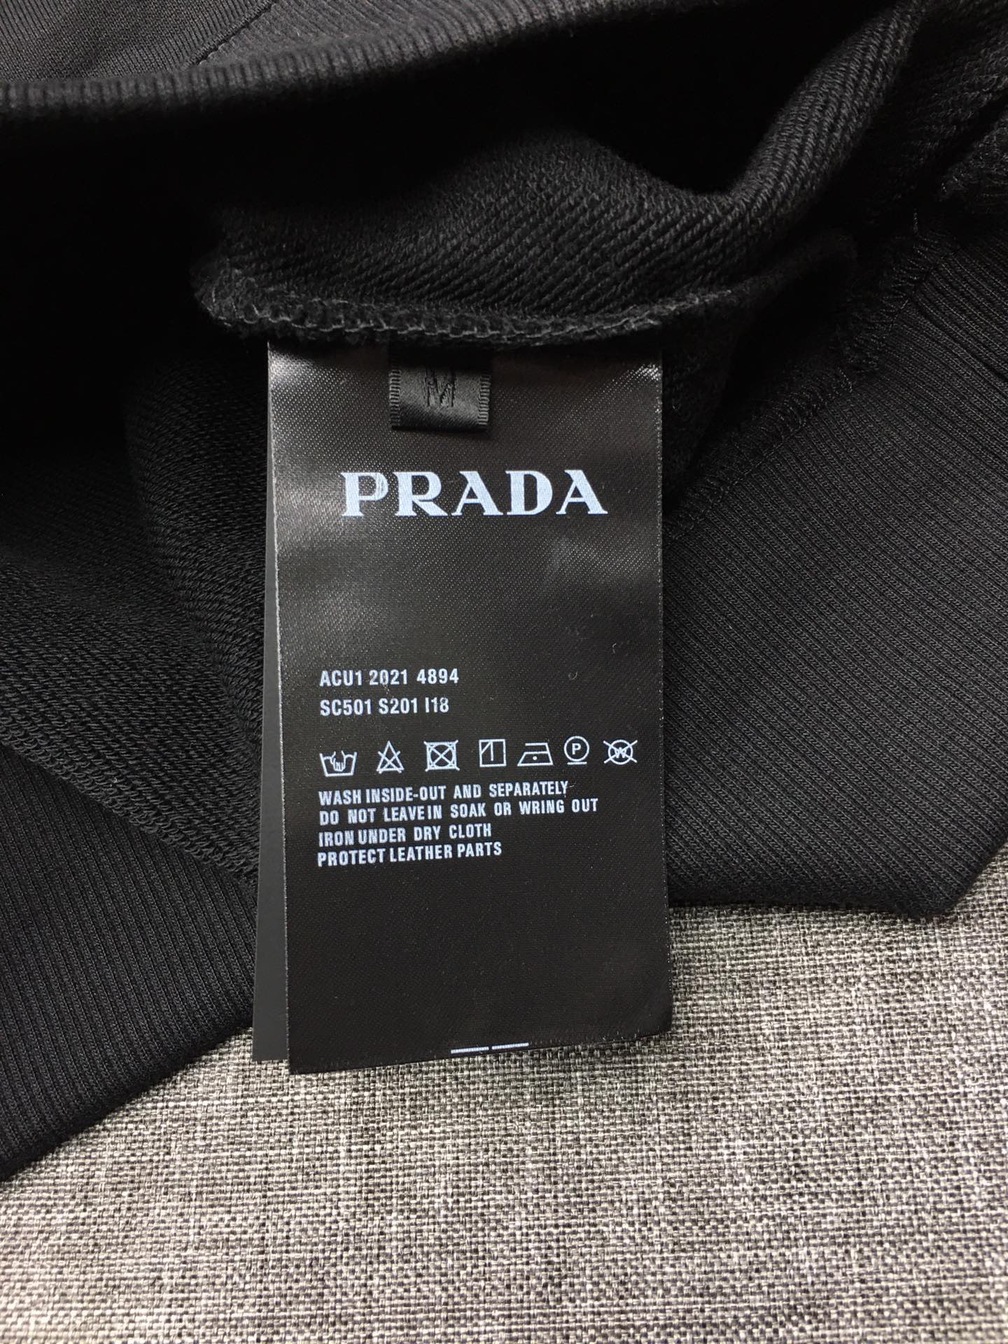 M
PRADA
ACU1 2021 4894
SC501 S201 I18
P
W
WASH INSIDE-OUT AND SEPARATELY
DO NOT LEAVEIN SOAK OR WRING OUT
IRON UNDER DRY CLOTH
PROTECT LEATHER PARTS